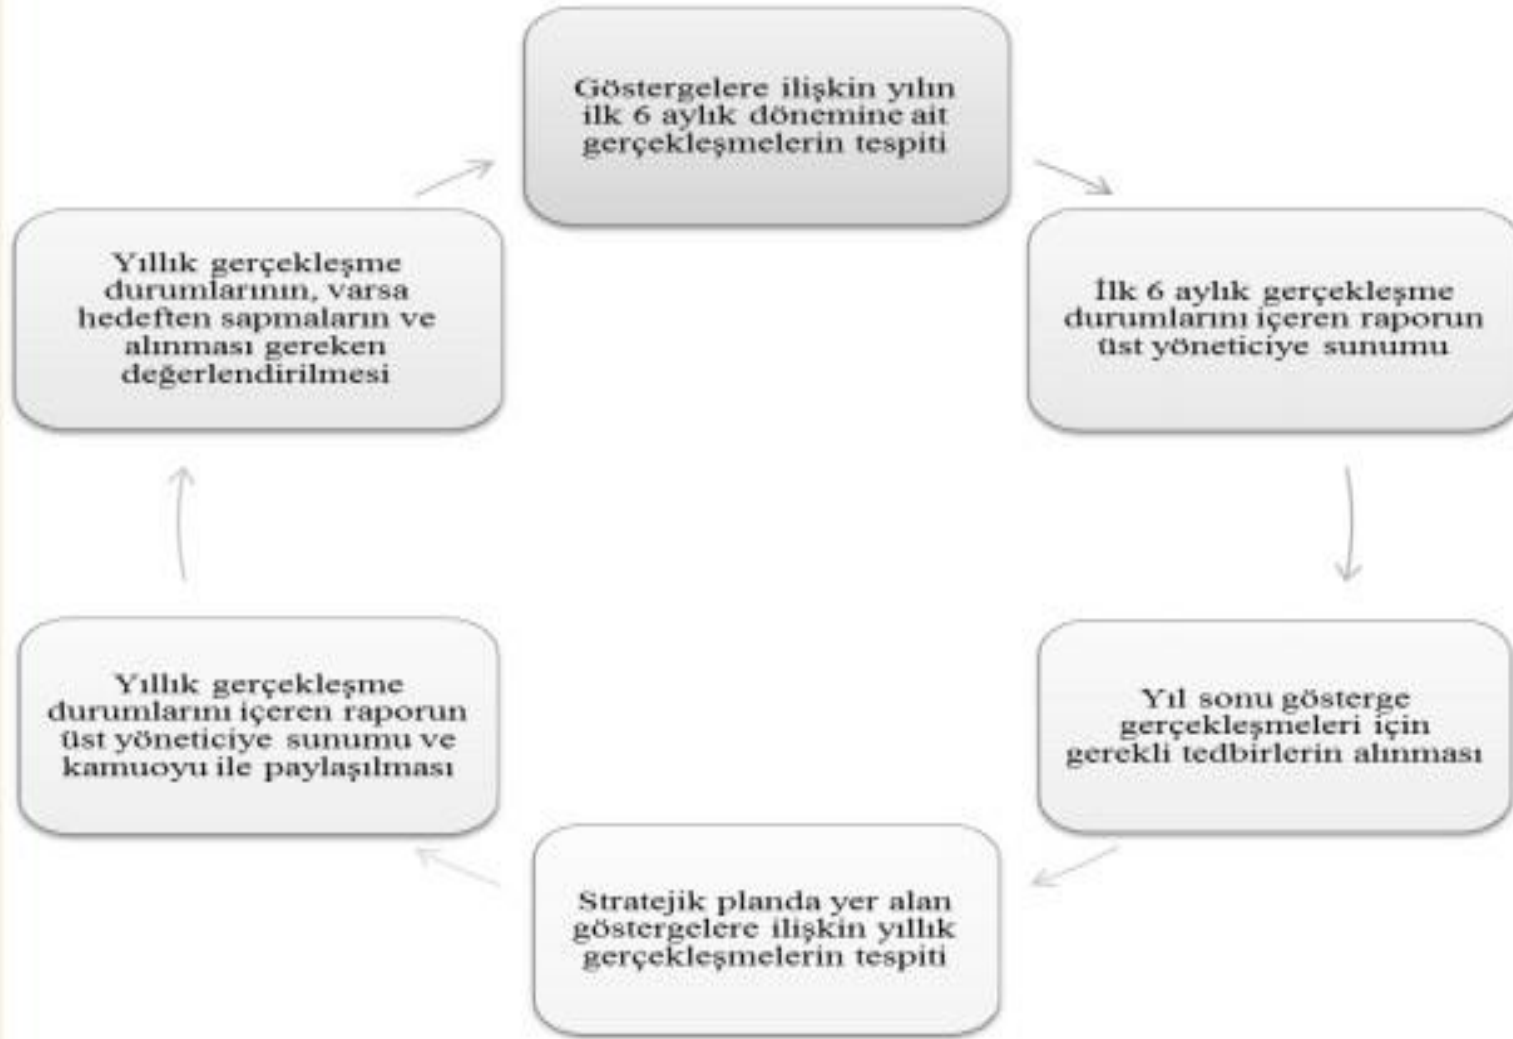 Göstergelere ilişkin yılın
ilk 6 aylık dönemine ait
gerçekleşmelerin tespiti
İlk 6 aylık gerçekleşme
durumlarını içeren raporun
üst yöneticiye sunumu
Yıl sonu gösterge
gerçekleşmeleri için
gerekli tedbirlerin alınması
Stratejik planda yer alan
göstergelere ilişkin yıllık
gerçekleşmelerin tespiti
Yıllık gerçekleşme
durumlarını içeren raporun
üst yöneticiye sunumu ve
kamuoyu ile paylaşılması
Yıllık gerçekleşme
durumlarının, varsa
hedeften sapmaların ve
alınması gereken
değerlendirilmesi